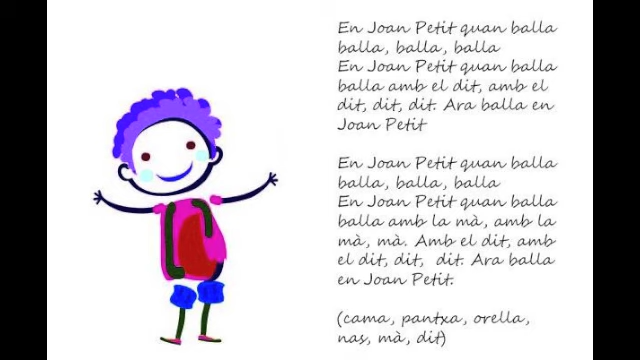 En Joan Petit quan balla
balla, balla, balla
En Joan Petit quan balla
balla amb el dit, amb el
dit, dit, dit. Ara balla en
Joan Petit
En Joan Petit quan balla
balla, balla, balla
En Joan Petit quan balla
balla amb la mà, amb la
mà, mà. Amb el dit, amb
el dit, dit, dit. Ara balla
en Joan Petit.
(cama, pantxa, orella,
nas, mà, dit)